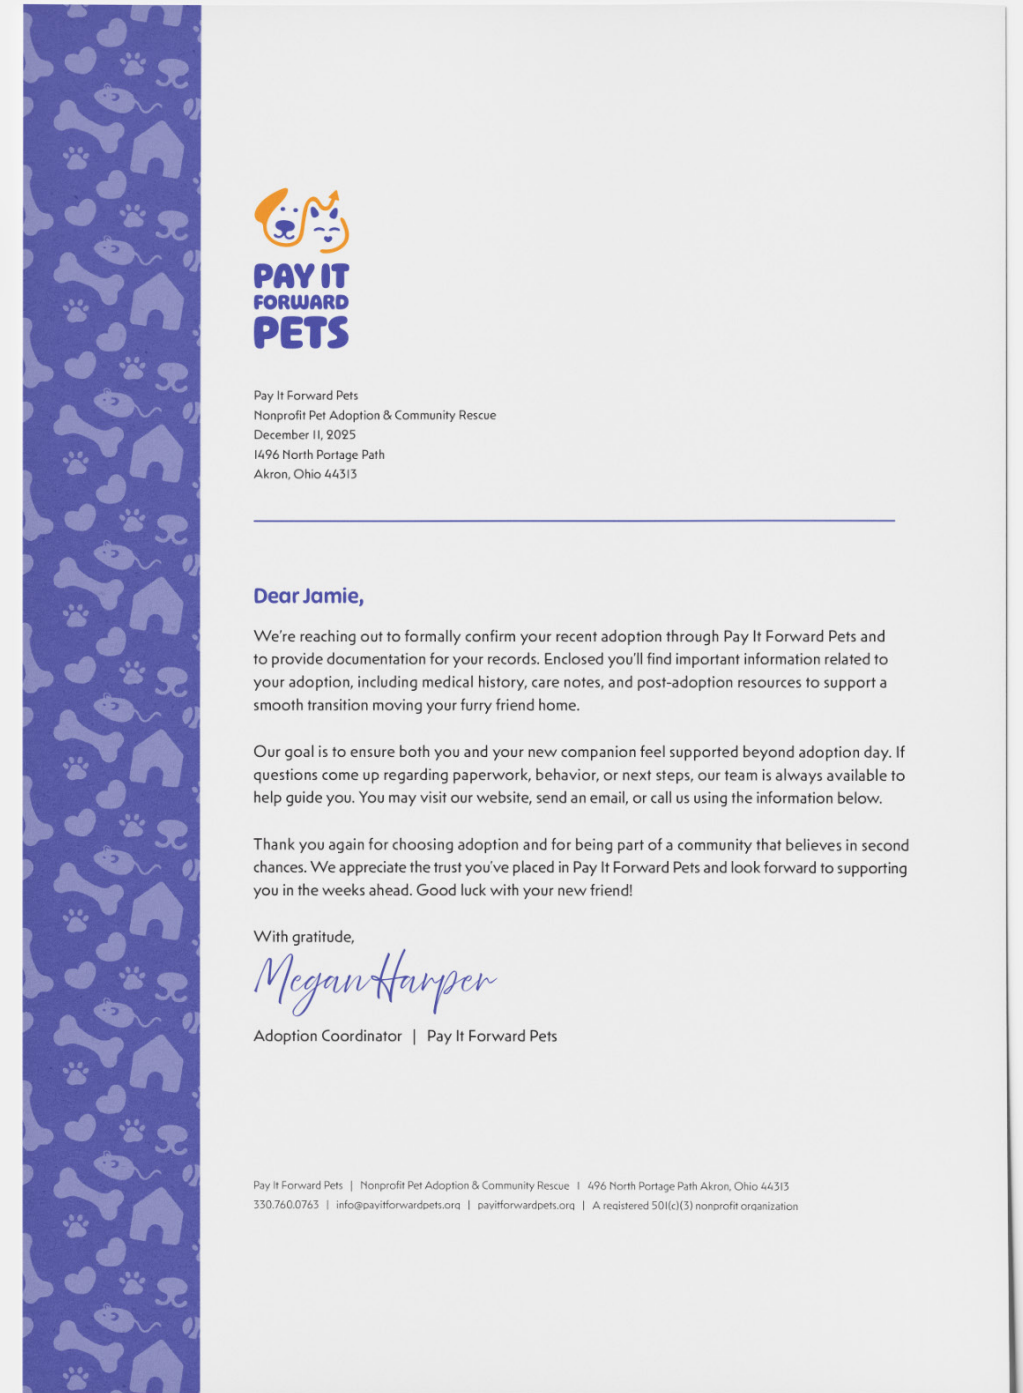 PAY IT
FORWARD
PETS
Pay It Forward Pets
Nonprofit Pet Adoption & Community Rescue
December 11, 2025
1496 North Portage Path
Akron, Ohio 44313
Dear Jamie,
We're reaching out to formally confirm your recent adoption through Pay It Forward Pets and
to provide documentation for your records. Enclosed you'll find important information related to
your adoption, including medical history, care notes, and post-adoption resources to support a
smooth transition moving your furry friend home.
Our goal is to ensure both you and your new companion feel supported beyond adoption day. If
questions come up regarding paperwork, behavior, or next steps, our team is always available to
help guide you. You may visit our website, send an email, or call us using the information below.
Thank you again for choosing adoption and for being part of a community that believes in second
chances. We appreciate the trust you've placed in Pay It Forward Pets and look forward to supporting
you in the weeks ahead. Good luck with your new friend!
With gratitude,
Megan Harper
Adoption Coordinator | Pay It Forward Pets
Pay It Forward Pets | Nonprofit Pet Adoption & Community Rescue | 496 North Portage Path Akron, Ohio 44313
330.760.0763 | info@payitforwardpets.org | payitforwardpets.org | A registered 501(c)(3) nonprofit organization